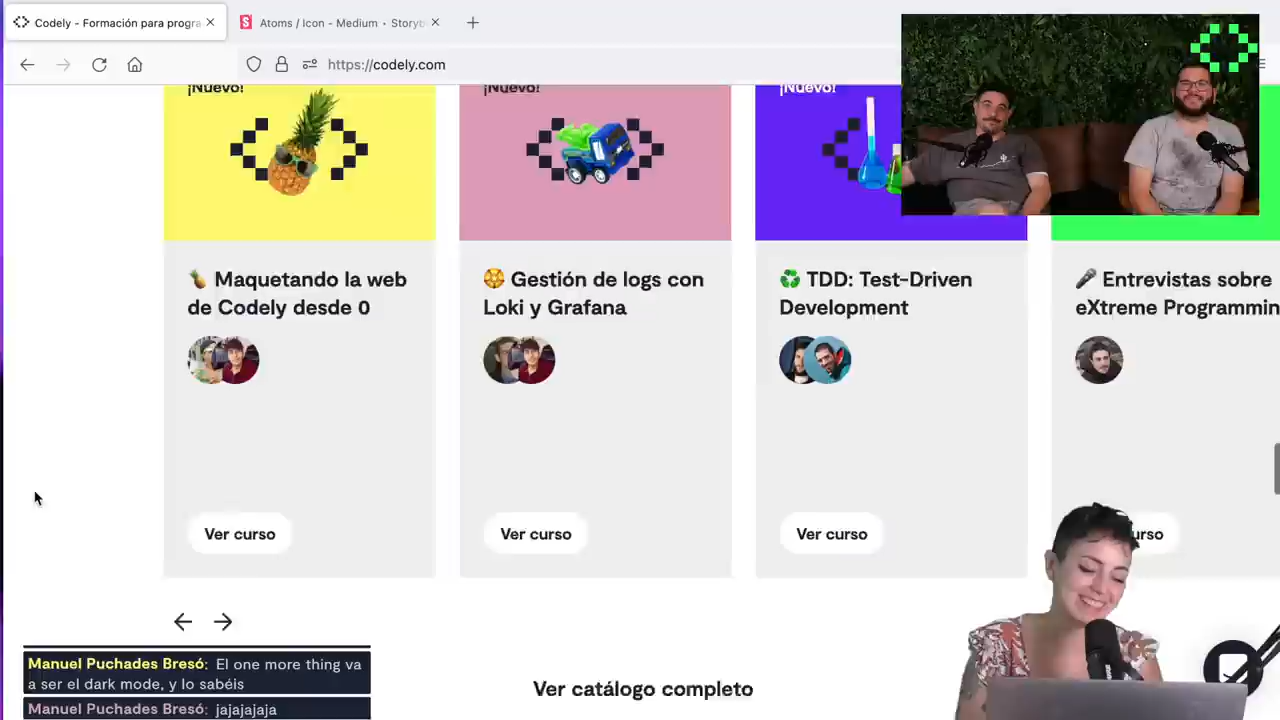 Codely - Formación para progra
Atoms / Icon - Medium • Storyb
https://codely.com
¡Nuevo!
¡Nuevo!
¡Nuevo!
🍍 Maquetando la web
de Codely desde 0
Gestión de logs con
Loki y Grafana
♻️ TDD: Test-Driven
Development
🎤 Entrevistas sobre
eXtreme Programmin
Ver curso
Ver curso
Ver curso
urso
Ver catálogo completo
Manuel Puchades Bresó: El one more thing va
a ser el dark mode, y lo sabéis
Manuel Puchades Bresó: jajajajaja